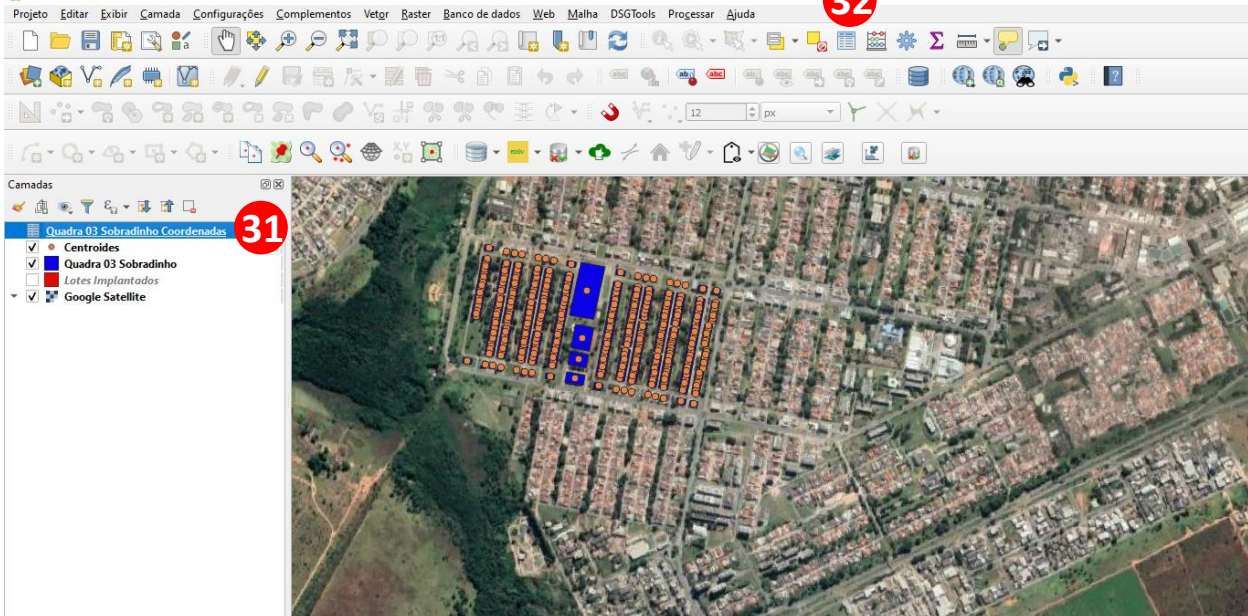 32
Projeto Editar Exibir Camada Configurações Complementos Vetor Raster Banco de dados Web Malha DSGTools Processar Ajuda
12 px
Camadas
Quadra 03 Sobradinho Coordenadas 31
Centroides
Quadra 03 Sobradinho
Lotes Implantados
Google Satellite